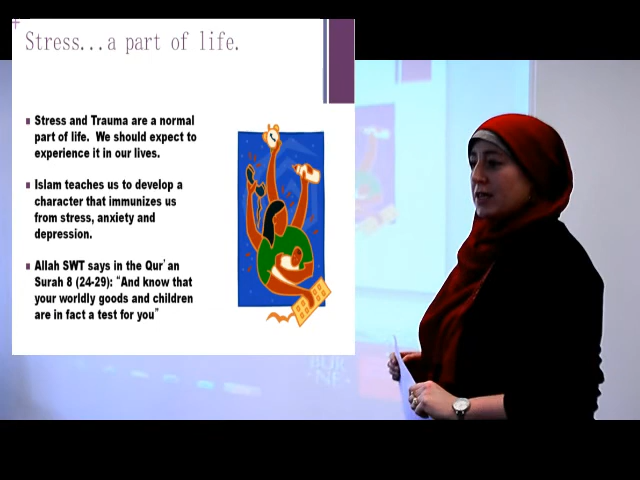 Stress...a part of life.
Stress and Trauma are a normal
part of life. We should expect to
experience it in our lives.
Islam teaches us to develop a
character that immunizes us
from stress, anxiety and
depression.
Allah SWT says in the Qur'an
Surah 8 (24-29): “And know that
your worldly goods and children
are in fact a test for you”
BUR
NE